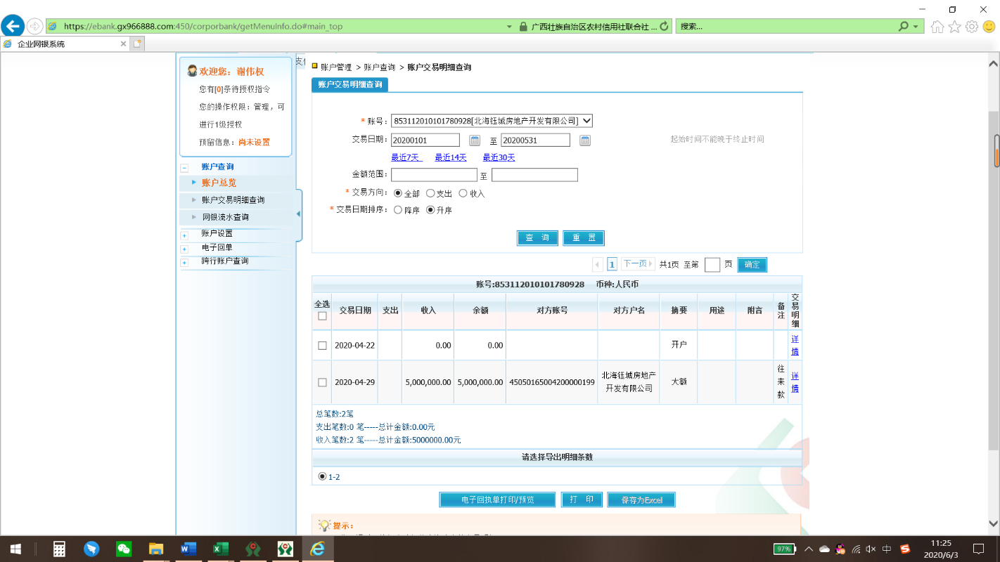 https://ebank.gx966888.com:450/corporbank/getMenuInfo.do#main_top
广西壮族自治区农村信用社联合社 ...
搜索...
企业网银系统
欢迎您：谢伟权
您有[0]条待授权指令
您的操作权限：管理，可
进行1级授权
预留信息：尚未设置
账户查询
账户总览
账户交易明细查询
网银流水查询
账户设置
电子回单
跨行账户查询
账户管理 > 账户查询 > 账户交易明细查询
账户交易明细查询
* 账号： 853112010101780928[北海钰城房地产开发有限公司]
交易日期： 20200101 至 20200531 起始时间不能晚于终止时间
最近7天 最近14天 最近30天
金额范围： 至
* 交易方向： 全部 支出 收入
* 交易日期排序： 降序 升序
查 询 重 置
1 下一页 共1页 至第 页 确定
账号:853112010101780928 币种:人民币
全选 交易日期 支出 收入 余额 对方账号 对方户名 摘要 用途 附言 备注 交易明细
2020-04-22 0.00 0.00 开户 详情
2020-04-29 5,000,000.00 5,000,000.00 45050165004200000199 北海钰城房地产开发有限公司 大额 往来款 详情
总笔数:2笔
支出笔数:0 笔-----总计金额:0.00元
收入笔数:2 笔-----总计金额:5000000.00元
请选择导出明细条数
1-2
电子回执单打印/预览 打 印 保存为Excel
提示：
97% 中 11:25
2020/6/3